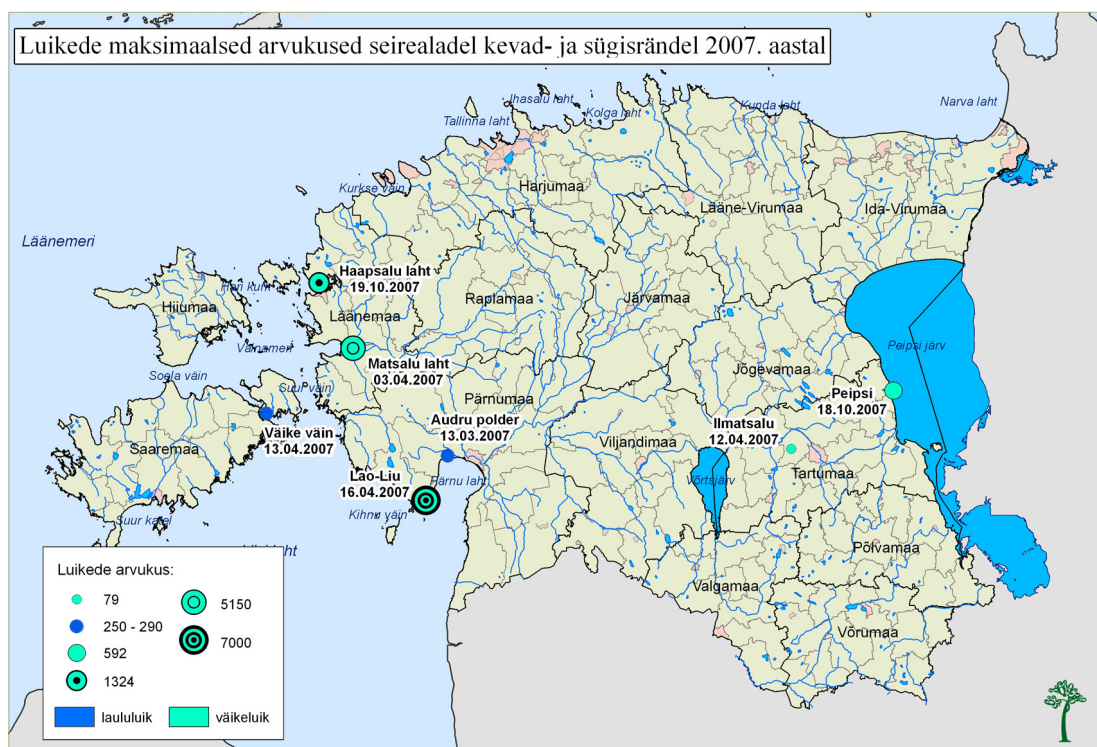 Luikede maksimaalsed arvukused seirealadel kevad- ja sügisrändel 2007. aastal
Ihasalu laht
Kolga laht
Kunda laht
Narva laht
Tallinna laht
Kurkse väin
Harjumaa
Lääne-Virumaa
Ida-Virumaa
Läänemeri
Haapsalu laht
19.10.2007
Hari kurk
Hiiumaa
Läänemaa
Raplamaa
Järvamaa
Väinameri
Peipsi järv
Matsalu laht
03.04.2007
Jõgevamaa
Soela väin
Suur väin
Pärnumaa
Peipsi
18.10.2007
Audru polder
13.03.2007
Väike väin
13.04.2007
Ilmatsalu
12.04.2007
Saaremaa
Viljandimaa
Tartumaa
Lao-Liu
16.04.2007
Pärnu laht
Võrtsjärv
Kihnu väin
Suur katel
laht
Põlvamaa
Valgamaa
Võrumaa
Luikede arvukus:
79
250 - 290
592
1324
5150
7000
laululuik
väikeluik